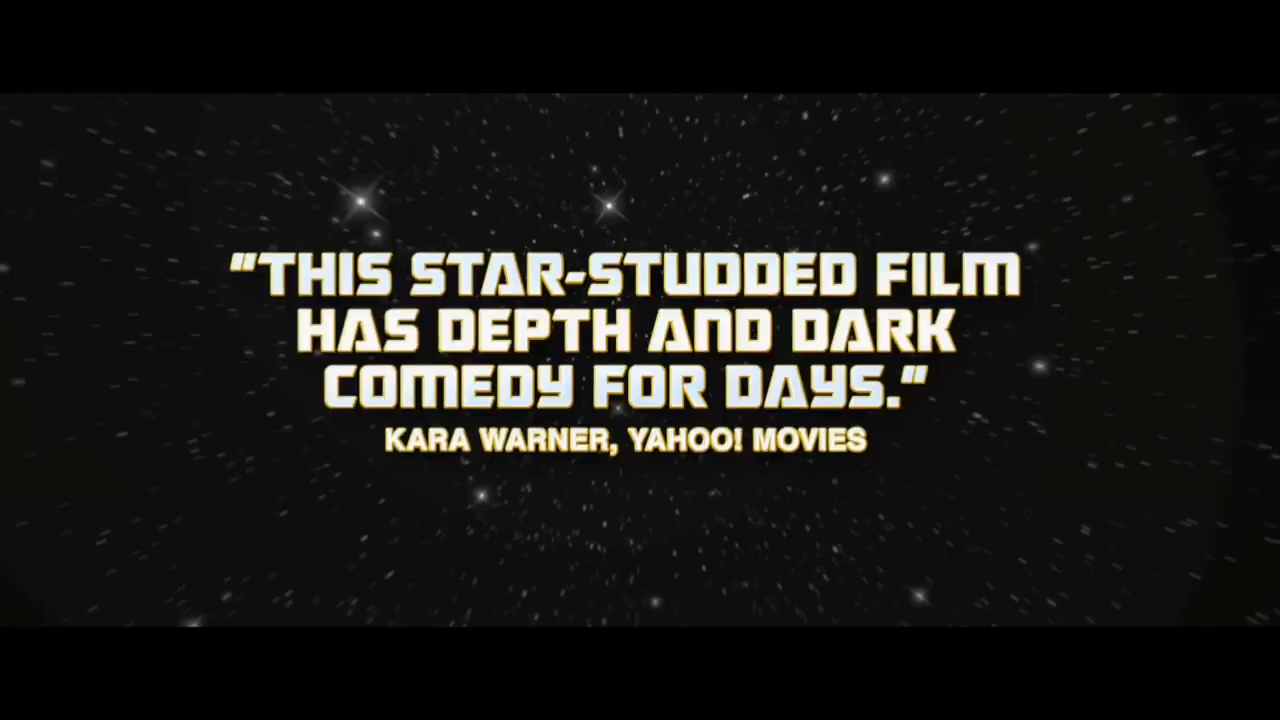 "THIS STAR-STUDDED FILM
HAS DEPTH AND DARK
COMEDY FOR DAYS."
KARA WARNER, YAHOO! MOVIES